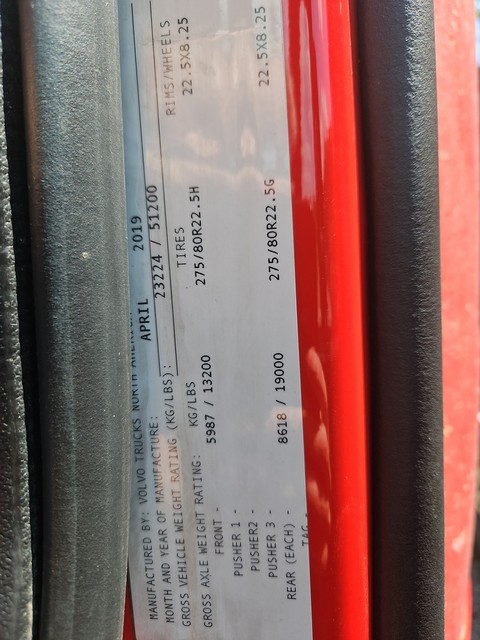 MANUFACTURED BY: VOLVO TRUCKS NORTH AMERICA
MONTH AND YEAR OF MANUFACTURE: APRIL 2019
GROSS VEHICLE WEIGHT RATING (KG/LBS): 23224 / 51200
GROSS AXLE WEIGHT RATING: KG/LBS TIRES RIMS/WHEELS
FRONT - 5987 / 13200 275/80R22.5H 22.5X8.25
PUSHER 1 -
PUSHER2 -
PUSHER 3 -
REAR (EACH) - 8618 / 19000 275/80R22.5G 22.5X8.25
TAG -